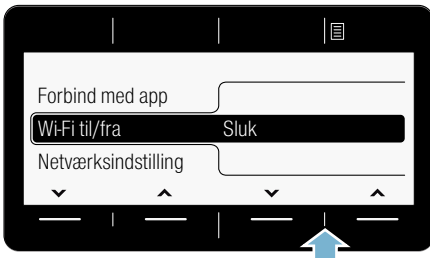 Forbind med app
Wi-Fi til/fra Sluk
Netværksindstilling